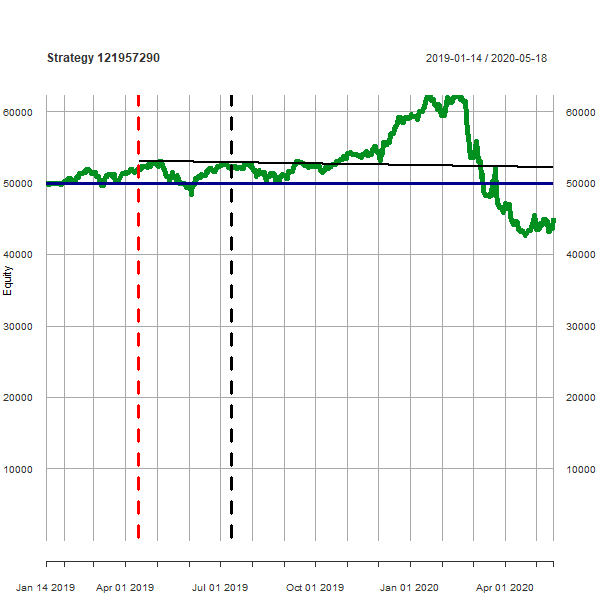 Strategy 121957290
2019-01-14 / 2020-05-18
60000
60000
50000
50000
40000
40000
Equity
30000
30000
20000
20000
10000
10000
Jan 14 2019
Apr 01 2019
Jul 01 2019
Oct 01 2019
Jan 01 2020
Apr 01 2020